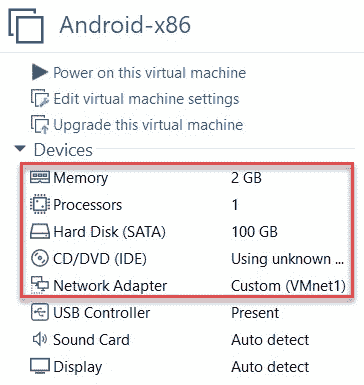 Android-x86
Power on this virtual machine
Edit virtual machine settings
Upgrade this virtual machine
Devices
Memory 2 GB
Processors 1
Hard Disk (SATA) 100 GB
CD/DVD (IDE) Using unknown ...
Network Adapter Custom (VMnet1)
USB Controller Present
Sound Card Auto detect
Display Auto detect